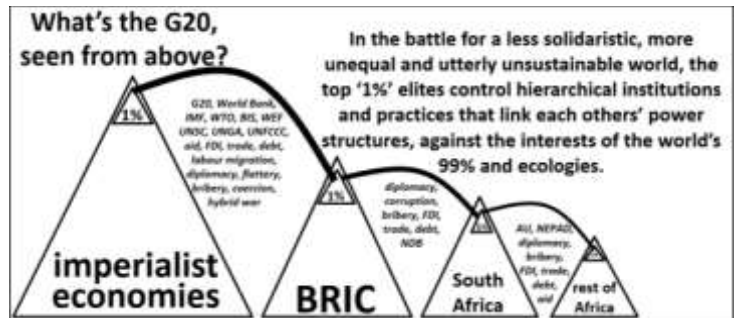 What's the G20,
seen from above?
In the battle for a less solidaristic, more
unequal and utterly unsustainable world, the
top '1%' elites control hierarchical institutions
and practices that link each others' power
structures, against the interests of the world's
99% and ecologies.
1%
G20, World Bank,
IMF, WTO, BIS, WEF
UNSC, UNGA, UNFCCC,
aid, FDI, trade, debt,
labour migration,
diplomacy, flattery,
bribery, coercion,
hybrid war
imperialist
economies
1%
diplomacy,
corruption,
bribery, FDI,
trade, debt,
NDB
BRIC
South
Africa
AU, NEPAD,
diplomacy,
bribery,
FDI, trade,
debt,
aid
rest of
Africa